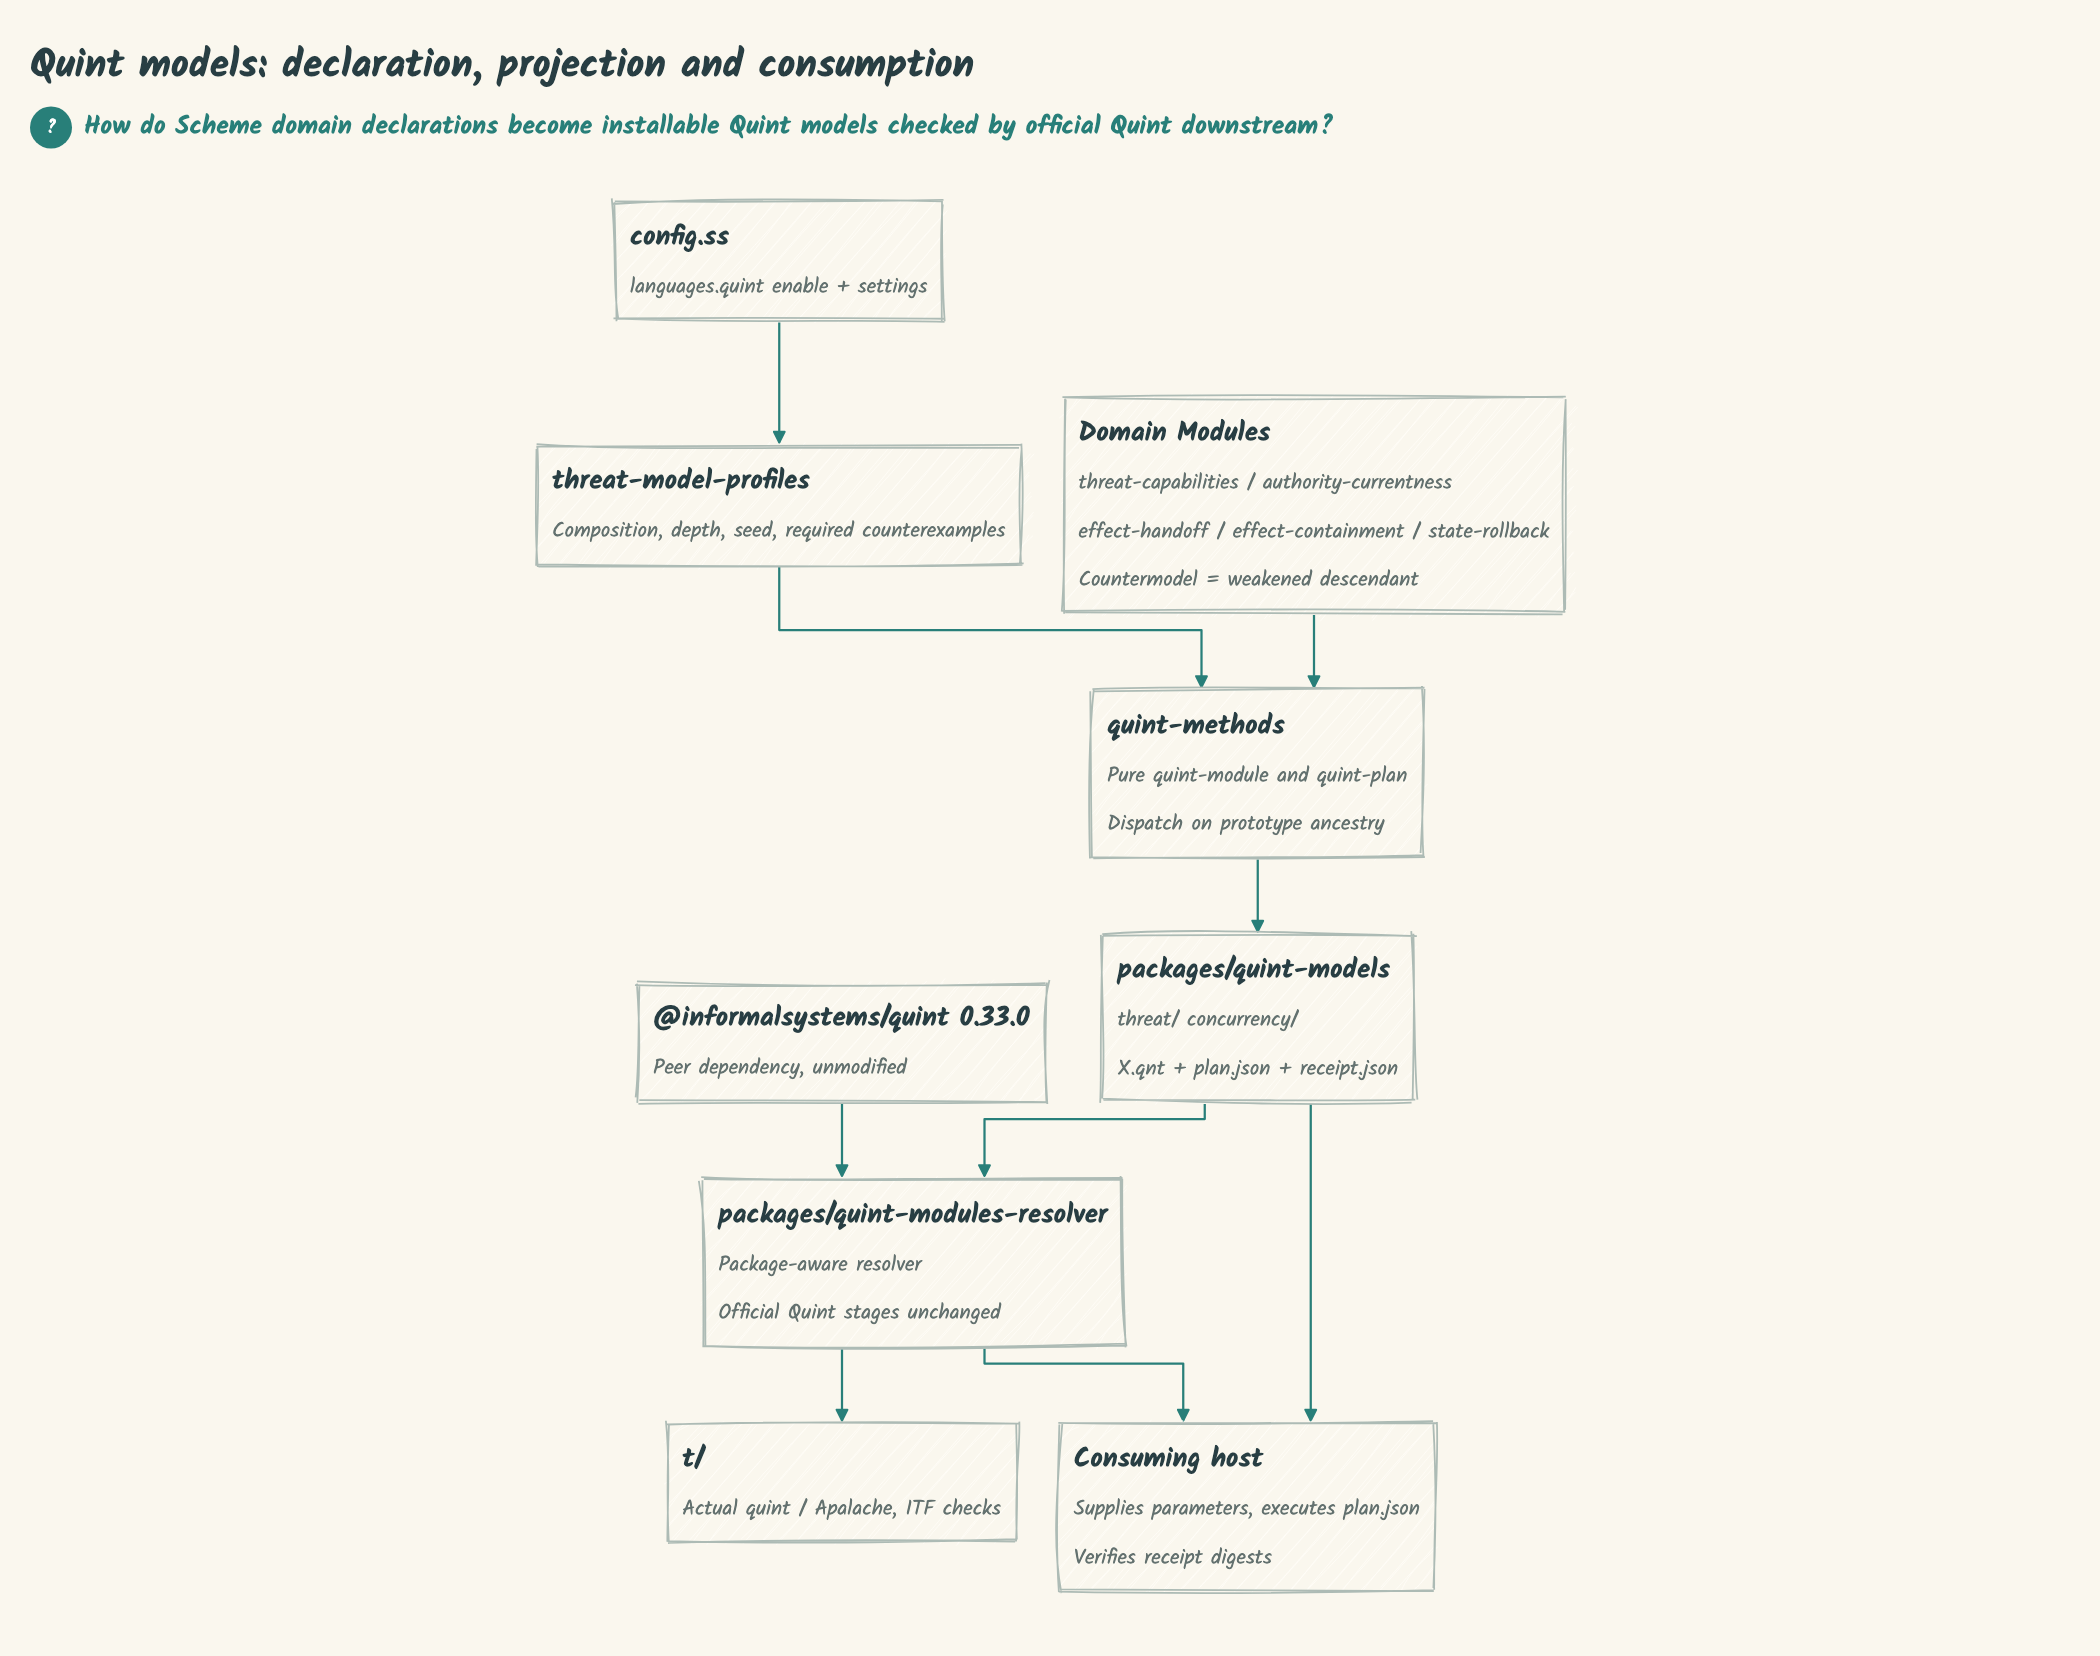 Quint models: declaration, projection and consumption
? How do Scheme domain declarations become installable Quint models checked by official Quint downstream?
config.ss
languages.quint enable + settings
threat-model-profiles
Composition, depth, seed, required counterexamples
Domain Modules
threat-capabilities / authority-currentness
effect-handoff / effect-containment / state-rollback
Countermodel = weakened descendant
quint-methods
Pure quint-module and quint-plan
Dispatch on prototype ancestry
packages/quint-models
threat/ concurrency/
X.qnt + plan.json + receipt.json
@informalsystems/quint 0.33.0
Peer dependency, unmodified
packages/quint-modules-resolver
Package-aware resolver
Official Quint stages unchanged
t/
Actual quint / Apalache, ITF checks
Consuming host
Supplies parameters, executes plan.json
Verifies receipt digests